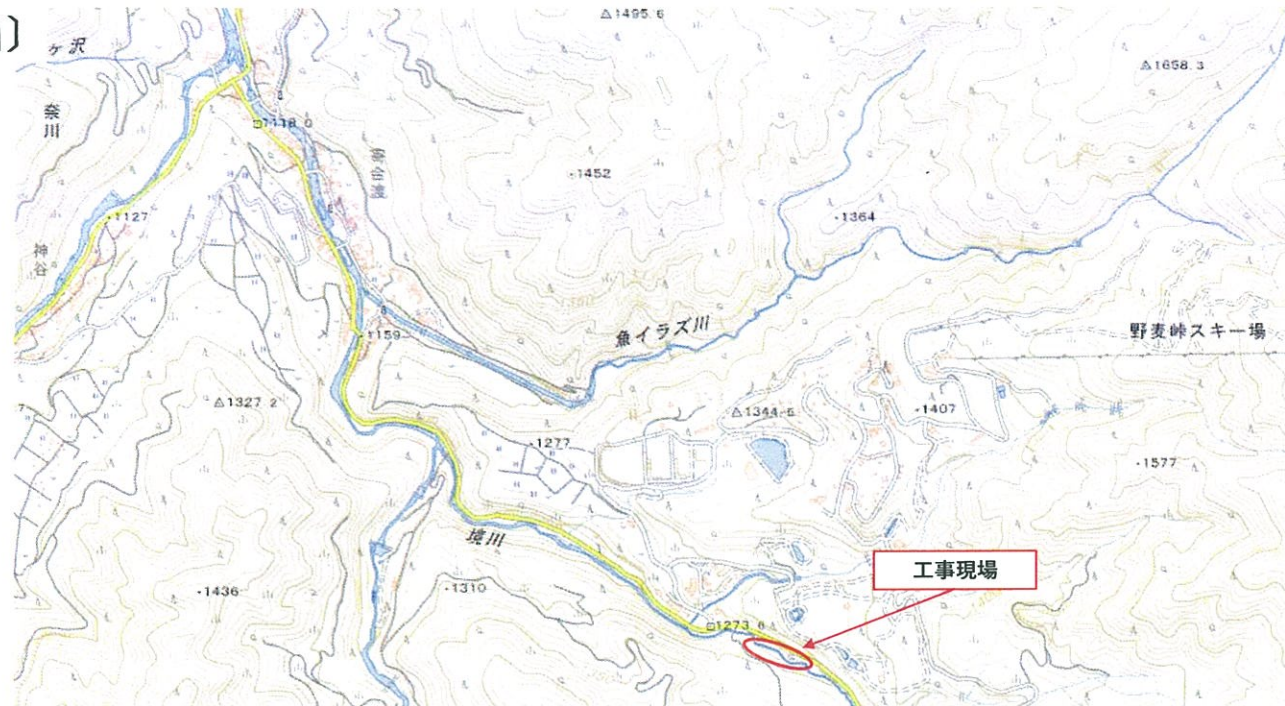 〕
△1495.6
ヶ沢
△1658.3
奈川
1118.0
・1452
・1127
・1364
神谷
魚イラズ川
1159
野麦峠スキー場
△1327.2
△1344.6
・1407
・1277
・1577
境川
工事現場
・1436
・1310
1273.6